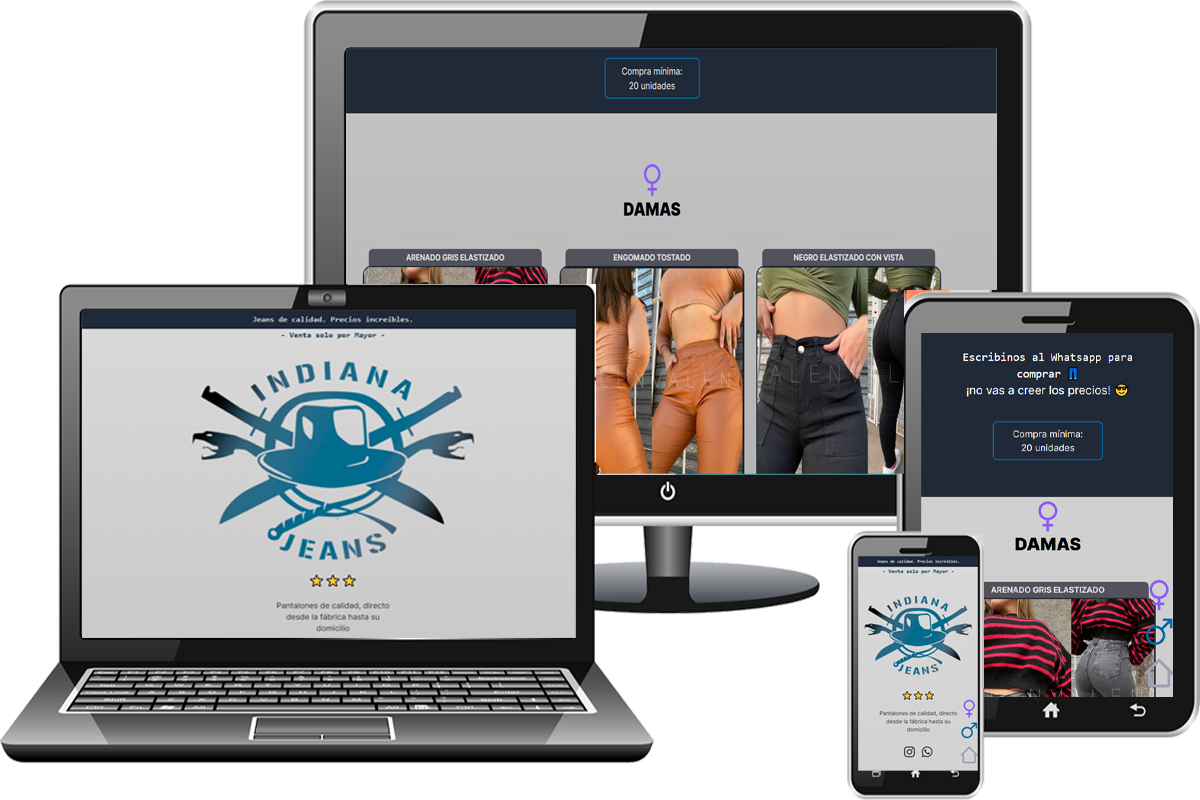 Compra mínima:
20 unidades
DAMAS
ARENADO GRIS ELASTIZADO
ENGOMADO TOSTADO
NEGRO ELASTIZADO CON VISTA
Jeans de calidad. Precios increíbles.
- Venta solo por Mayor -
INDIANA
JEANS
Pantalones de calidad, directo
desde la fábrica hasta su
domicilio
Escribinos al Whatsapp para
comprar 👖
¡no vas a creer los precios! 😎
Compra mínima:
20 unidades
DAMAS
ARENADO GRIS ELASTIZADO
Jeans de calidad. Precios increíbles.
- Venta solo por Mayor -
INDIANA
JEANS
Pantalones de calidad, directo
desde la fábrica hasta su
domicilio